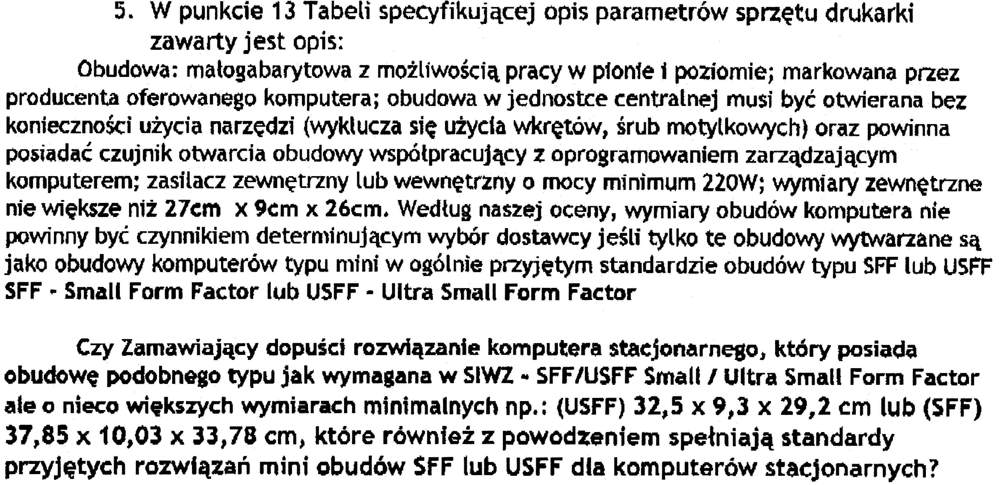 5. W punkcie 13 Tabeli specyfikującej opis parametrów sprzętu drukarki
zawarty jest opis:
Obudowa: małogabarytowa z możliwością pracy w pionie i poziomie; markowana przez
producenta oferowanego komputera; obudowa w jednostce centralnej musi być otwierana bez
konieczności użycia narzędzi (wyklucza się użycia wkrętów, śrub motylkowych) oraz powinna
posiadać czujnik otwarcia obudowy współpracujący z oprogramowaniem zarządzającym
komputerem; zasilacz zewnętrzny lub wewnętrzny o mocy minimum 220W; wymiary zewnętrzne
nie większe niż 27cm x 9cm x 26cm. Według naszej oceny, wymiary obudów komputera nie
powinny być czynnikiem determinującym wybór dostawcy jeśli tylko te obudowy wytwarzane są
jako obudowy komputerów typu mini w ogólnie przyjętym standardzie obudów typu SFF lub USFF
SFF - Small Form Factor lub USFF - Ultra Small Form Factor
Czy Zamawiający dopuści rozwiązanie komputera stacjonarnego, który posiada
obudowę podobnego typu jak wymagana w SIWZ - SFF/USFF Small / Ultra Small Form Factor
ale o nieco większych wymiarach minimalnych np.: (USFF) 32,5 x 9,3 x 29,2 cm lub (SFF)
37,85 x 10,03 x 33,78 cm, które również z powodzeniem spełniają standardy
przyjętych rozwiązań mini obudów SFF lub USFF dla komputerów stacjonarnych?